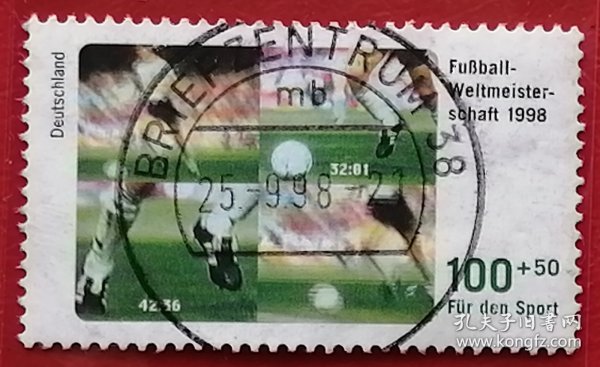 Deutschland
Fußball-
Weltmeister-
schaft 1998
BRIEFZENTRUM 38
mb
32:01
25.-9.98-21
42:36
100+50
Für den Sport
孔夫子旧书网
www.kongfz.com